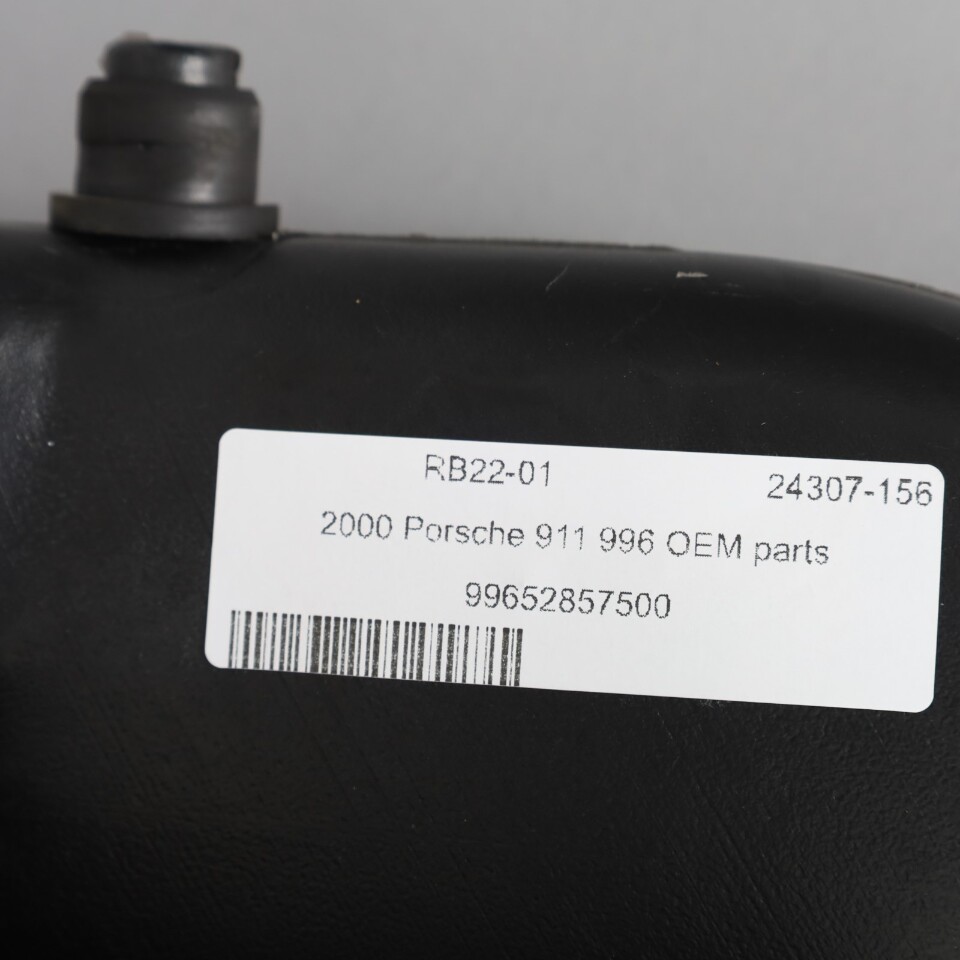 RB22-01 24307-156
2000 Porsche 911 996 OEM parts
99652857500